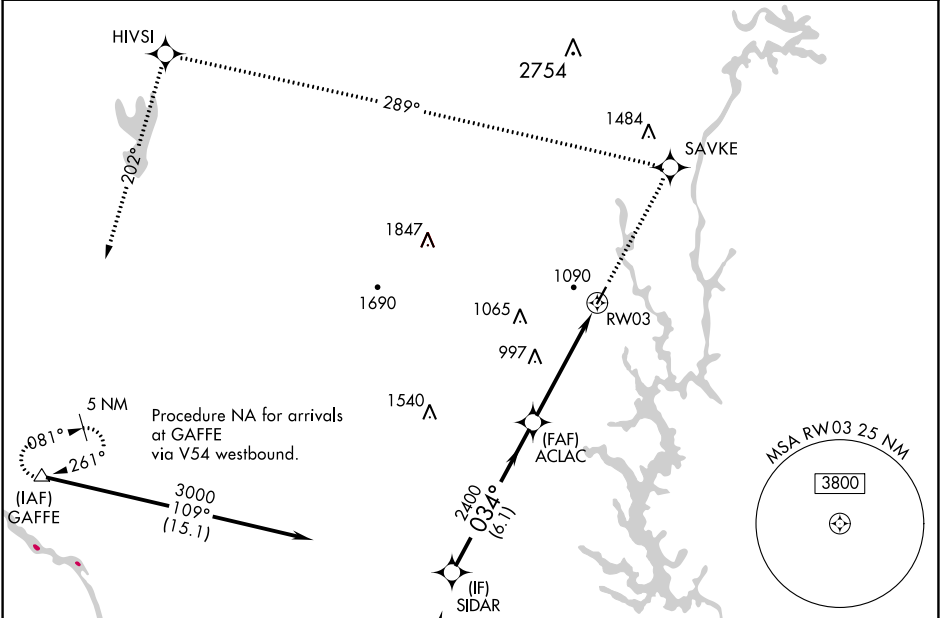 HIVSI
2754
289°
1484
SAVKE
202°
1847
1690
1090
1065
RW03
997
1540
5 NM
Procedure NA for arrivals
at GAFFE
via V54 westbound.
081°
261°
(IAF)
GAFFE
3000
109°
(15.1)
(FAF)
ACLAC
2400
034°
(6.1)
(IF)
SIDAR
MSA RW03 25 NM
3800